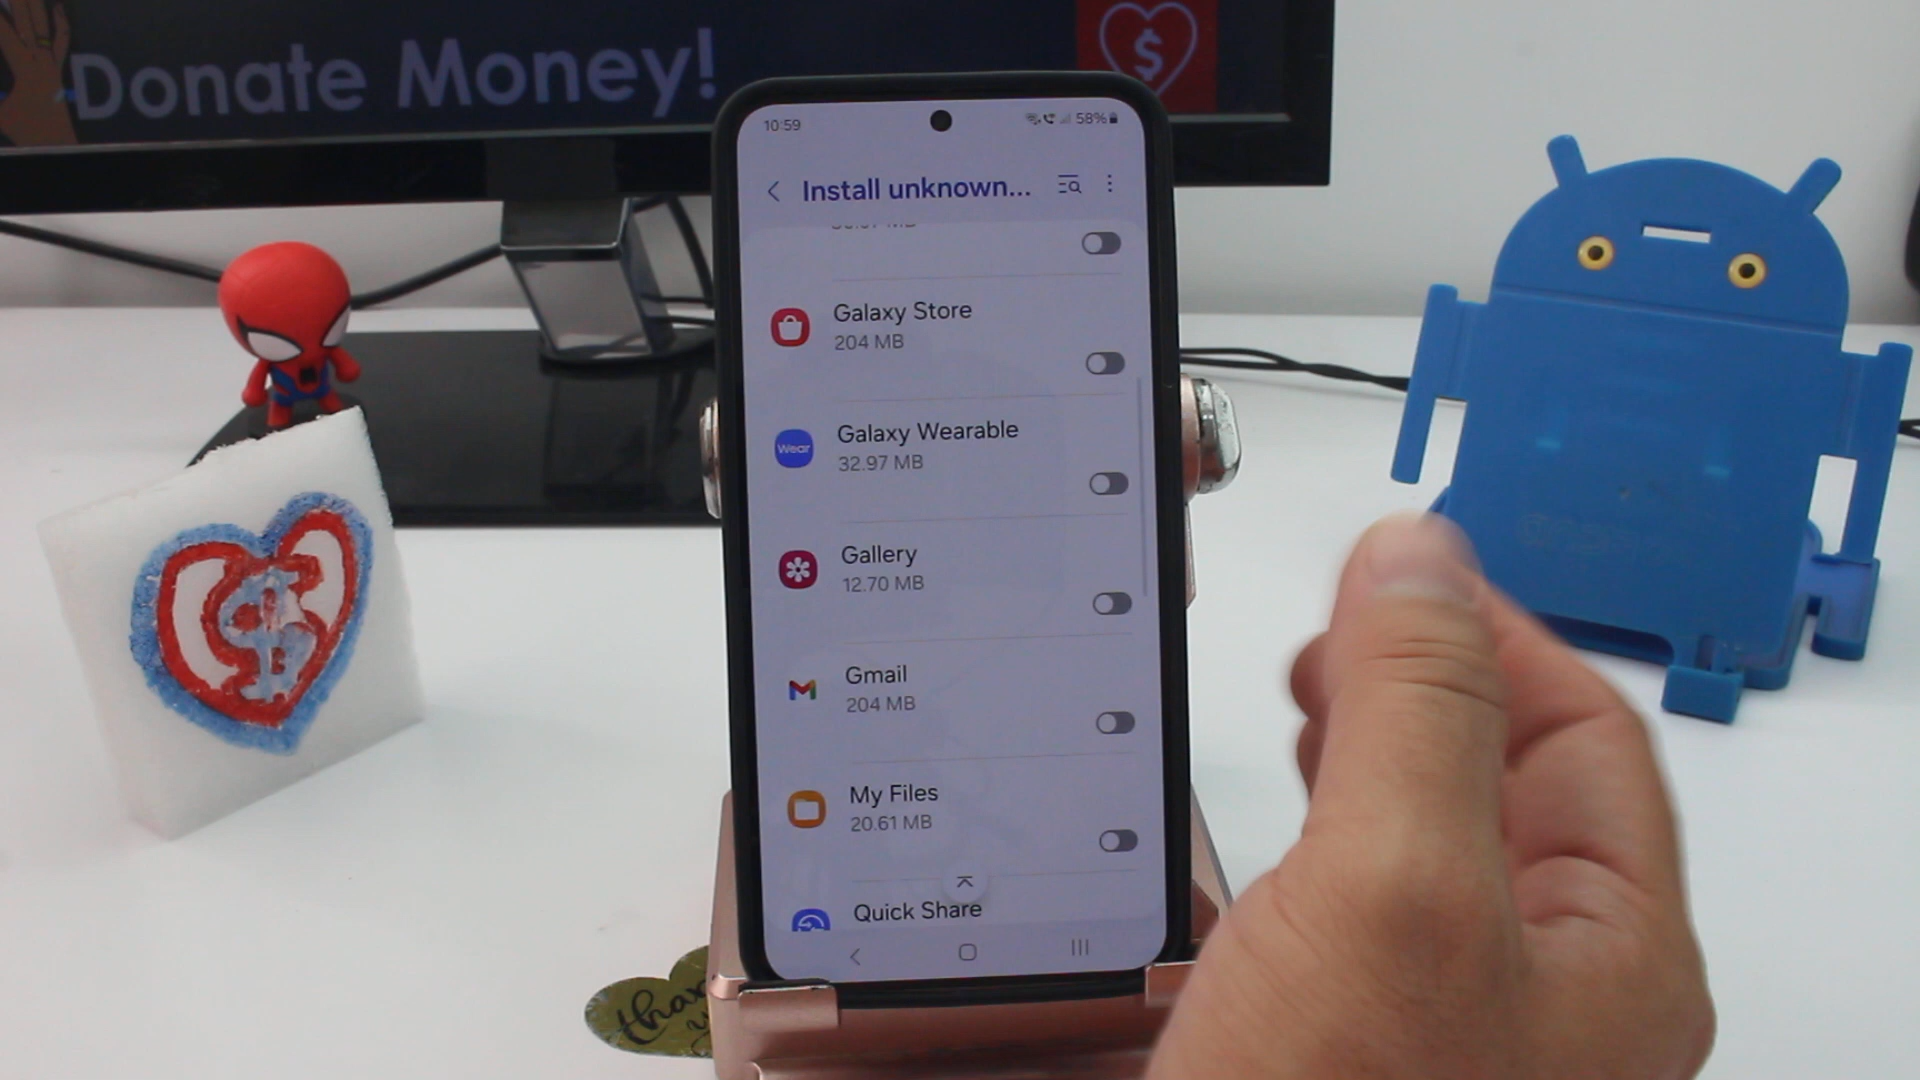 Donate Money!
$
10:59
58%
Install unknown...
Galaxy Store
204 MB
Wear
Galaxy Wearable
32.97 MB
Gallery
12.70 MB
Gmail
204 MB
My Files
20.61 MB
Quick Share
$